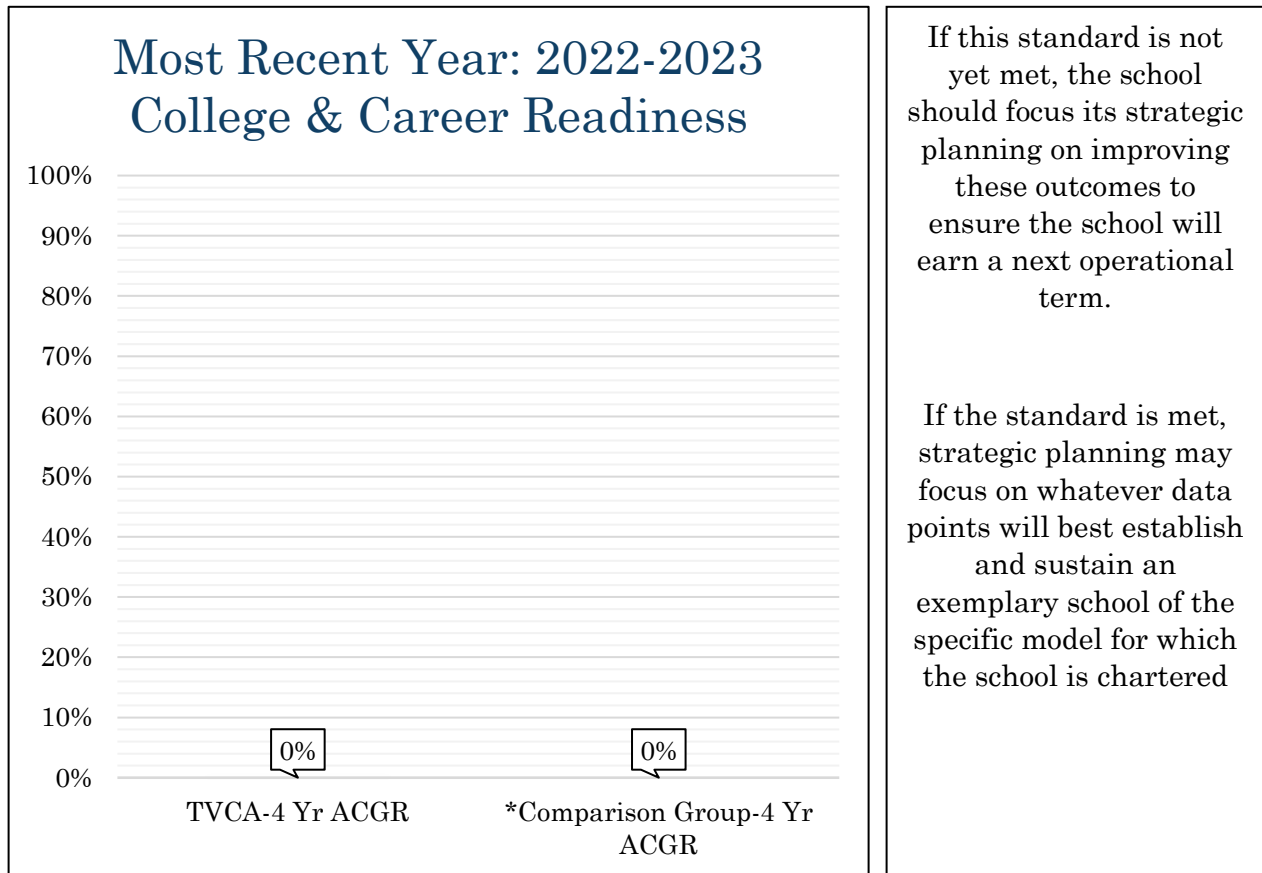 Most Recent Year: 2022-2023
College & Career Readiness
100%
90%
80%
70%
60%
50%
40%
30%
20%
10%
0%
0%
0%
TVCA-4 Yr ACGR
*Comparison Group-4 Yr
ACGR
If this standard is not
yet met, the school
should focus its strategic
planning on improving
these outcomes to
ensure the school will
earn a next operational
term.
If the standard is met,
strategic planning may
focus on whatever data
points will best establish
and sustain an
exemplary school of the
specific model for which
the school is chartered